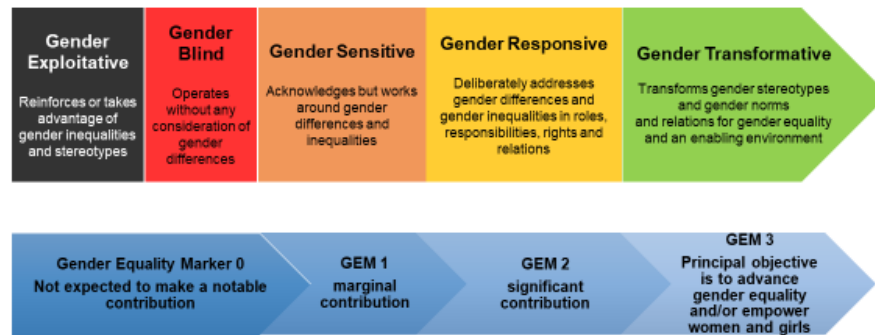 Gender
Exploitative
Reinforces or takes
advantage of
gender inequalities
and stereotypes
Gender
Blind
Operates
without any
consideration of
gender
differences
Gender Sensitive
Acknowledges but works
around gender
differences and
inequalities
Gender Responsive
Deliberately addresses
gender differences and
gender inequalities in roles,
responsibilities, rights and
relations
Gender Transformative
Transforms gender stereotypes
and gender norms
and relations for gender equality
and an enabling environment
Gender Equality Marker 0
Not expected to make a notable
contribution
GEM 1
marginal
contribution
GEM 2
significant
contribution
GEM 3
Principal objective
is to advance
gender equality
and/or empower
women and girls